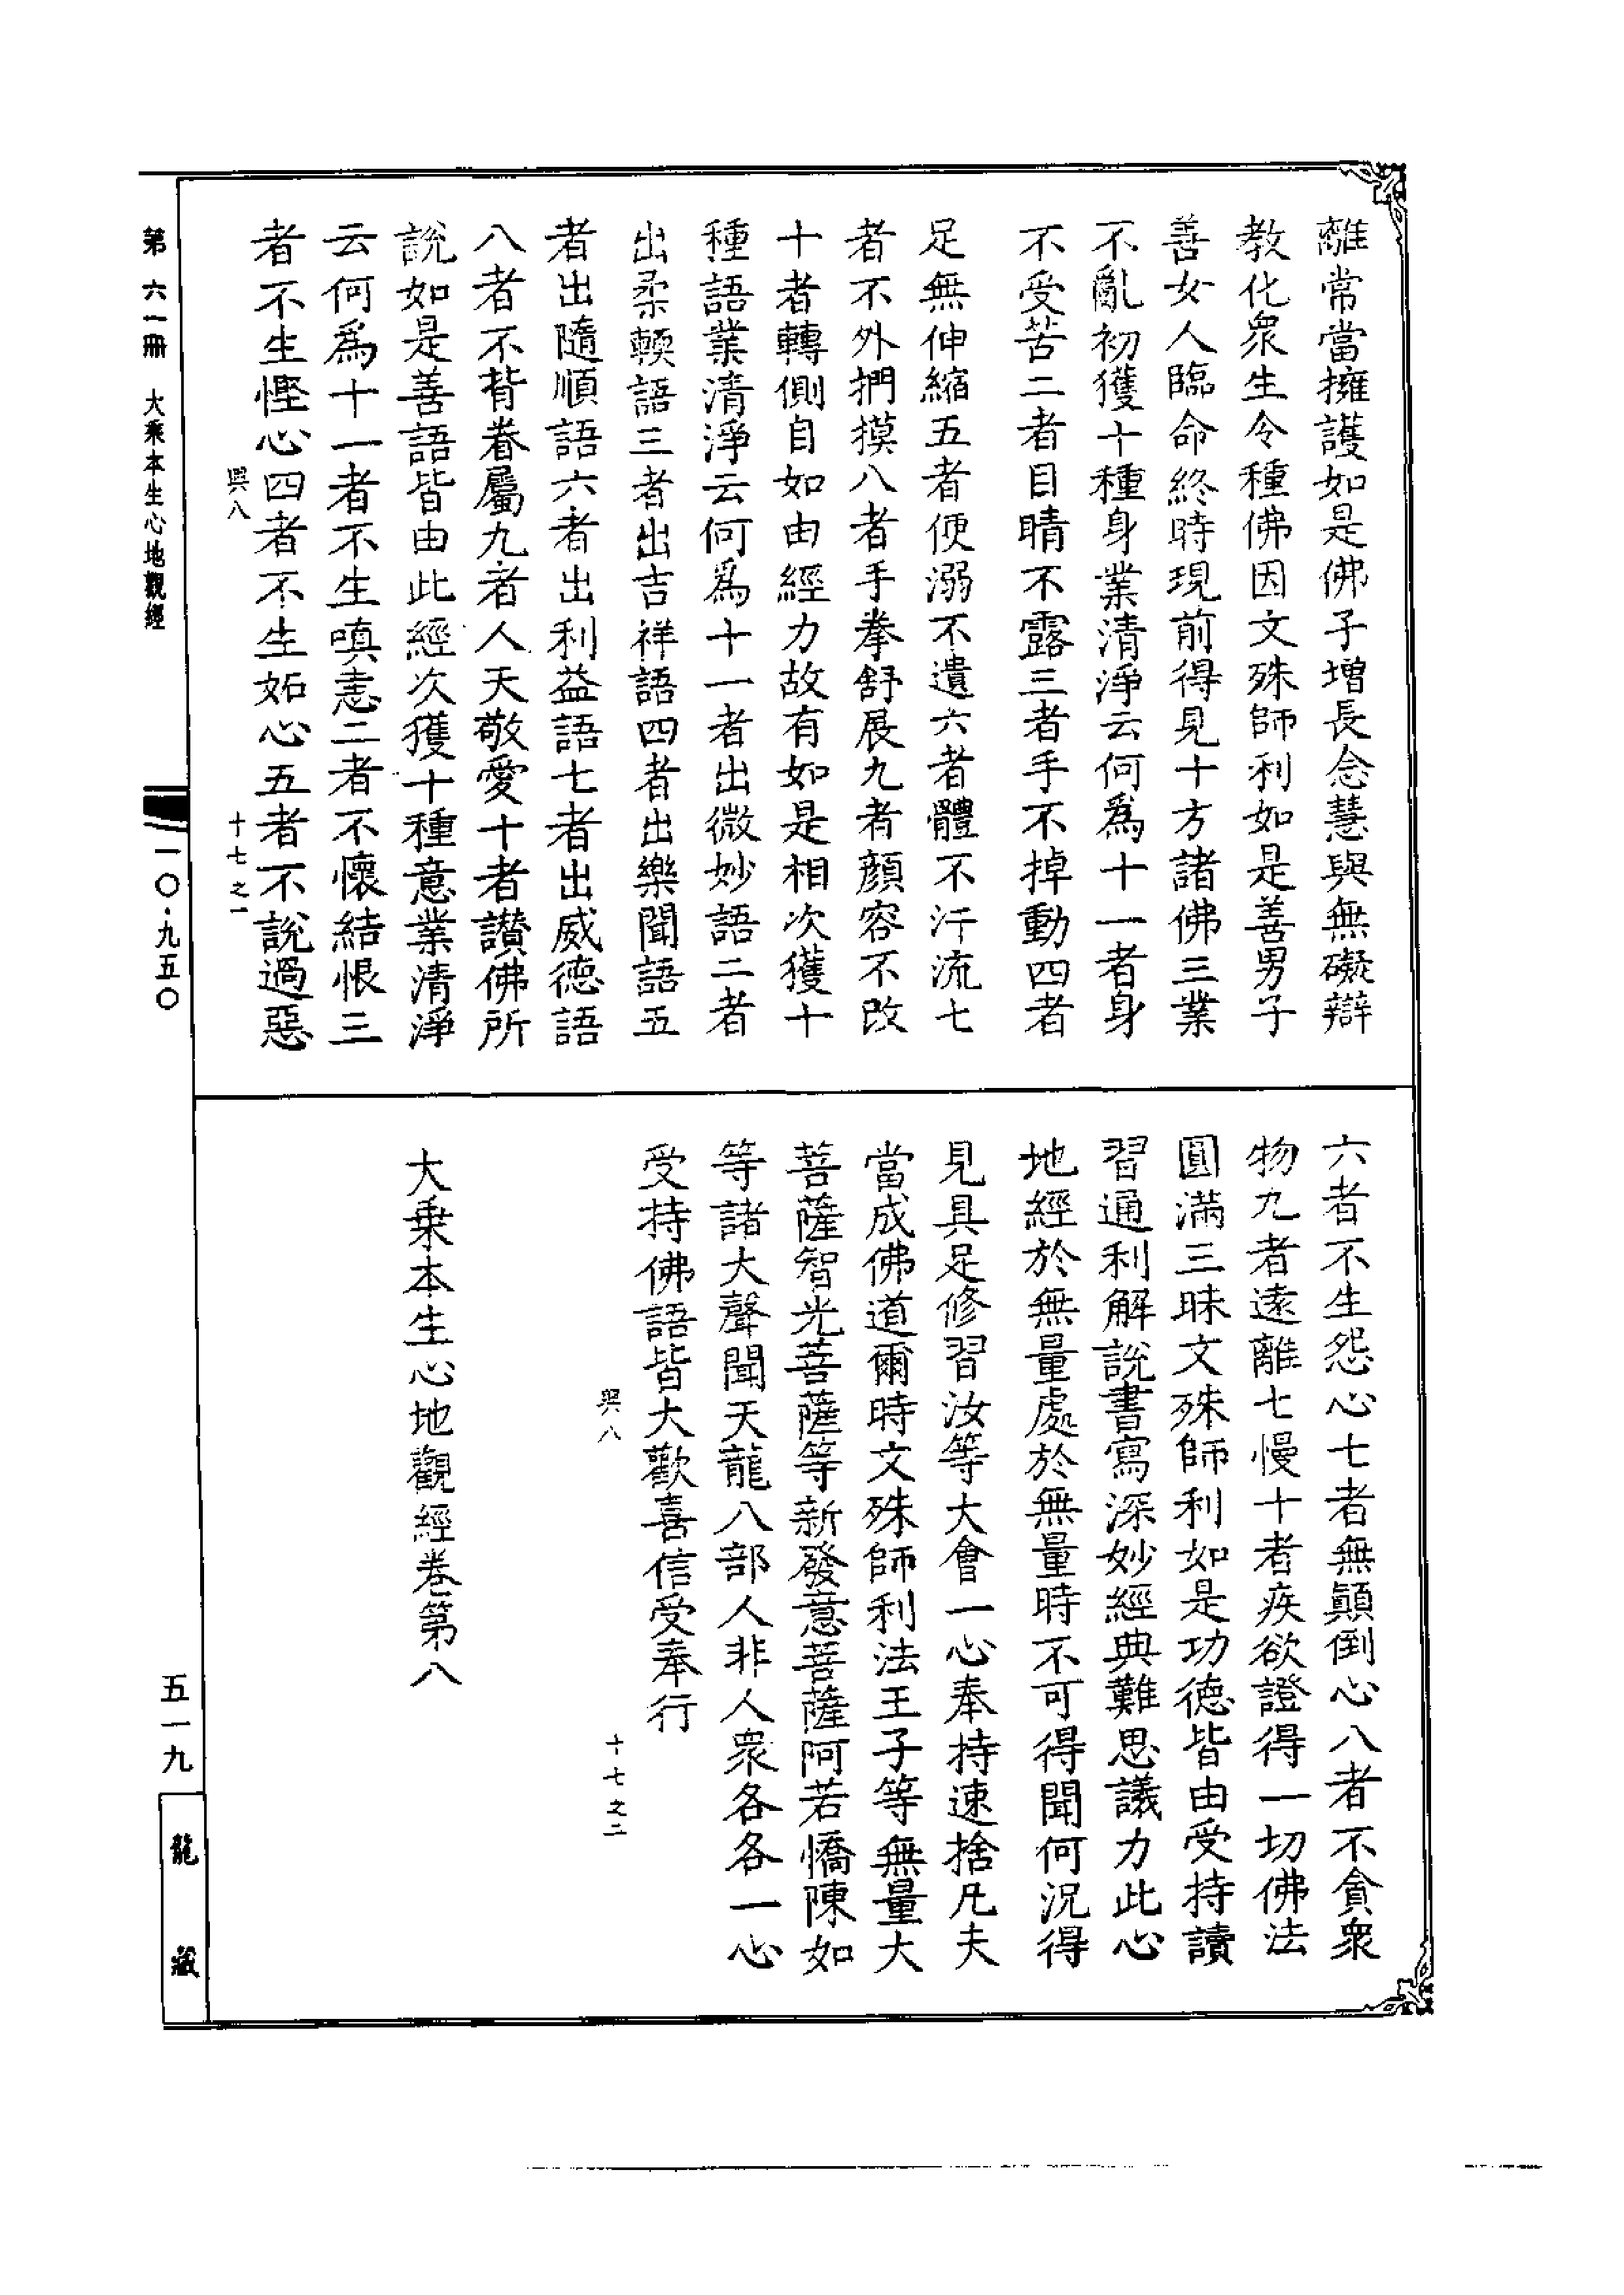 離常當擁護如是佛子增長念慧與無礙辯
教化眾生令種佛因文殊師利如是善男子
善女人臨命終時現前得見十方諸佛三業
不亂初獲十種身業清淨云何爲十一者身
不受苦二者目睛不露三者手不掉動四者
足無伸縮五者便溺不遺六者體不汗流七
者不外捫摸八者手拳舒展九者顏容不改
十者轉側自如由經力故有如是相次獲十
種語業清淨云何爲十一者出微妙語二者
出柔輭語三者出吉祥語四者出樂聞語五
者出隨順語六者出利益語七者出威德語
八者不背眷屬九者人天敬愛十者讚佛所
說如是善語皆由此經次獲十種意業清淨
云何爲十一者不生嗔恚二者不懷結恨三
者不生慳心四者不生妬心五者不說過惡
與八
十七之一
六者不生怨心七者無顛倒心八者不貪衆
物九者遠離七慢十者疾欲證得一切佛法
圓滿三昧文殊師利如是功德皆由受持讀
習通利解說書寫深妙經典難思議力此心
地經於無量處於無量時不可得聞何況得
見具足修習汝等大會一心奉持速捨凡夫
當成佛道爾時文殊師利法王子等無量大
菩薩智光菩薩等新發意菩薩阿若憍陳如
等諸大聲聞天龍八部人非人衆各各一心
受持佛語皆大歡喜信受奉行
與八
十七之二
大乗本生心地觀經卷第八
第六一冊 大乘本生心地觀經
一〇·九五〇
五一九
龍藏